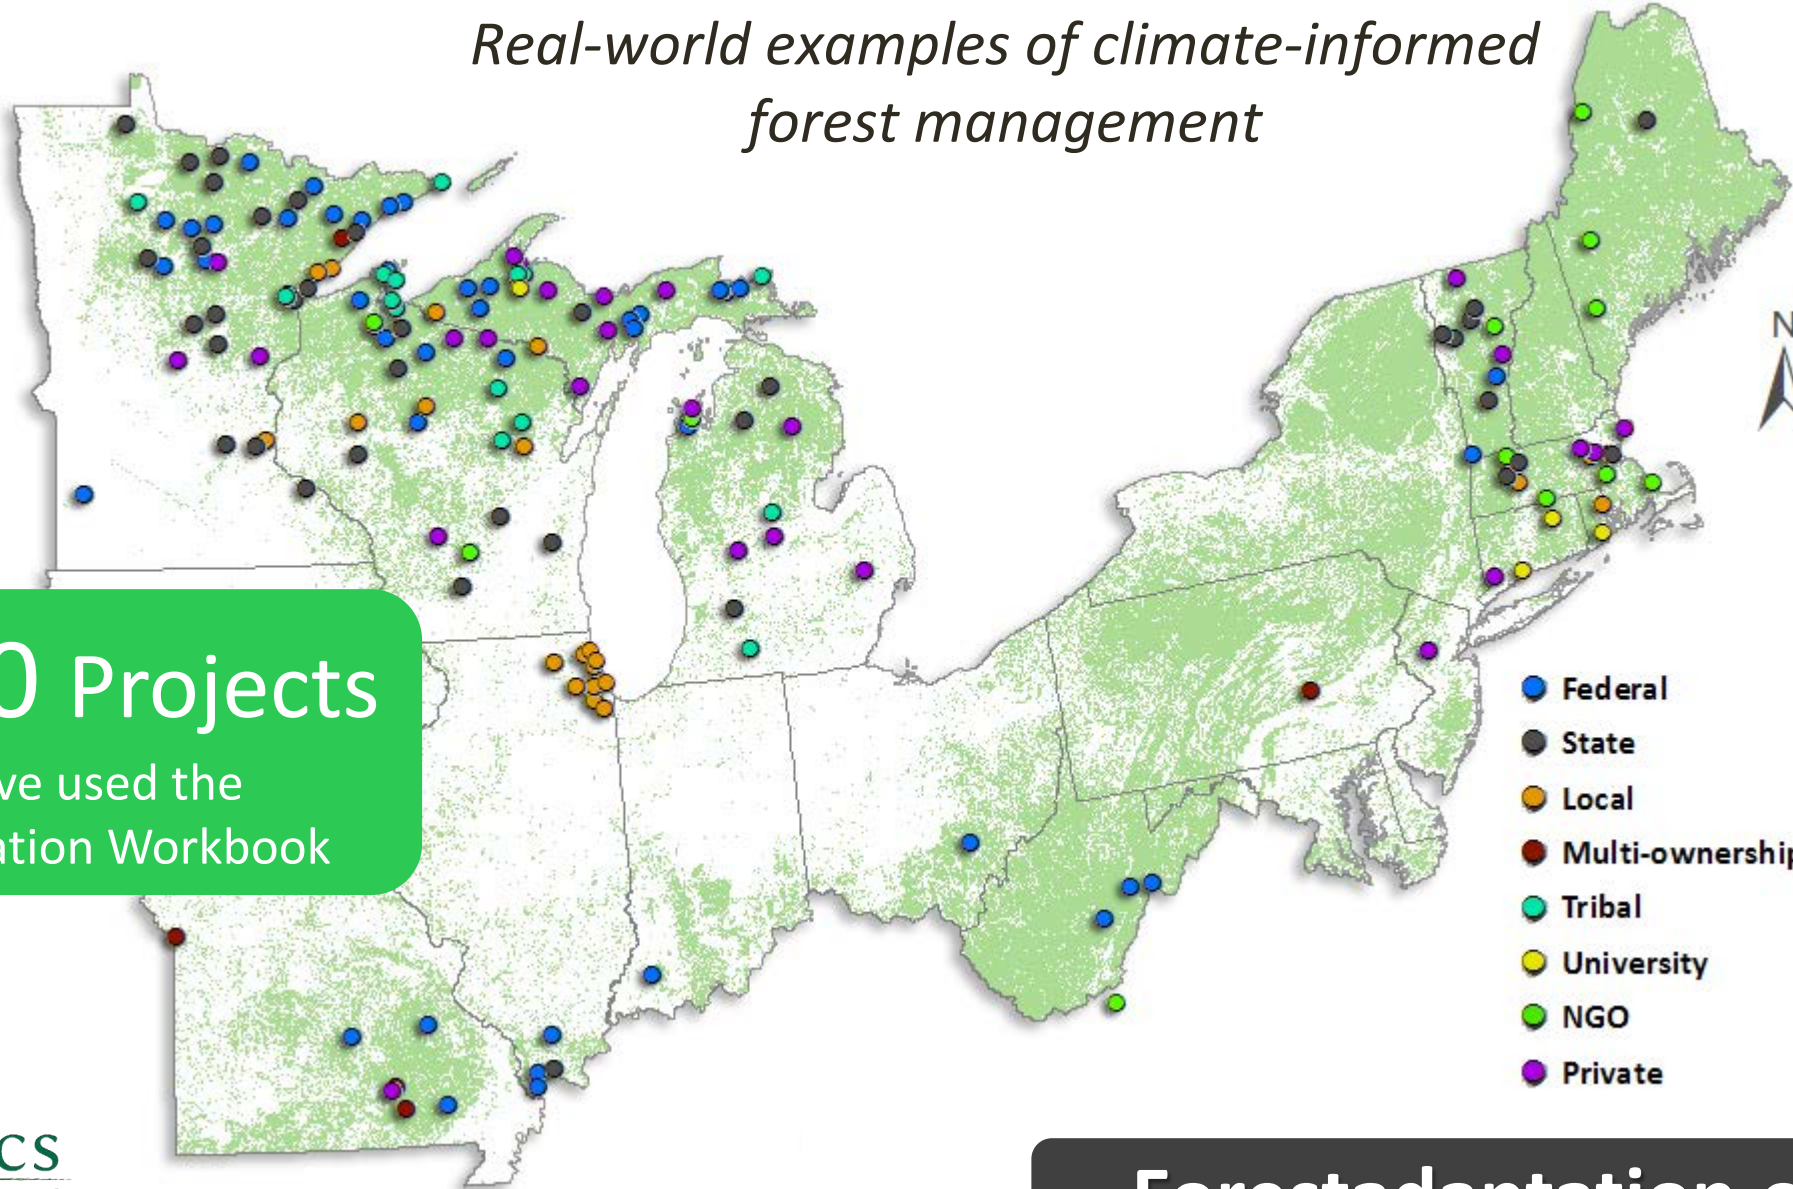 Real-world examples of climate-informed
forest management
N
0 Projects
ve used the
ation Workbook
Federal
State
Local
Multi-ownership
Tribal
University
NGO
Private
cs